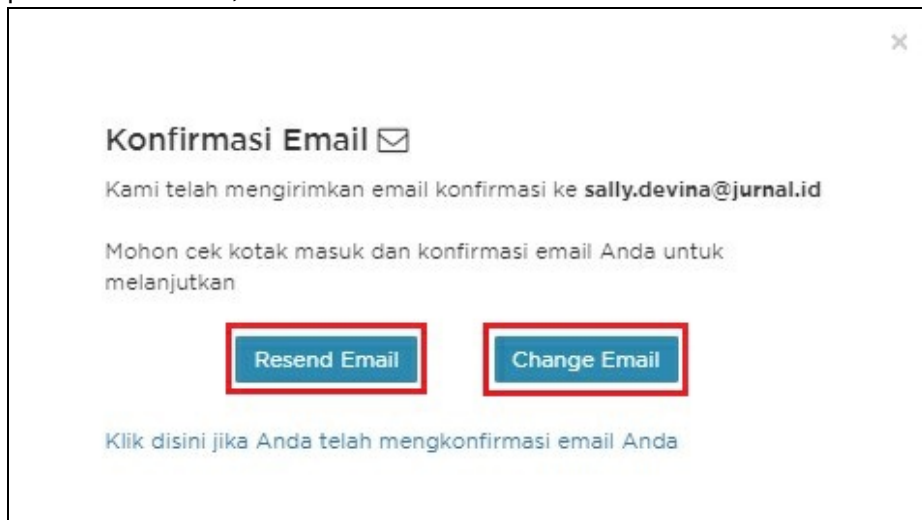 Konfirmasi Email
Kami telah mengirimkan email konfirmasi ke sally.devina@jurnal.id
Mohon cek kotak masuk dan konfirmasi email Anda untuk
melanjutkan
Resend Email Change Email
Klik disini jika Anda telah mengkonfirmasi email Anda